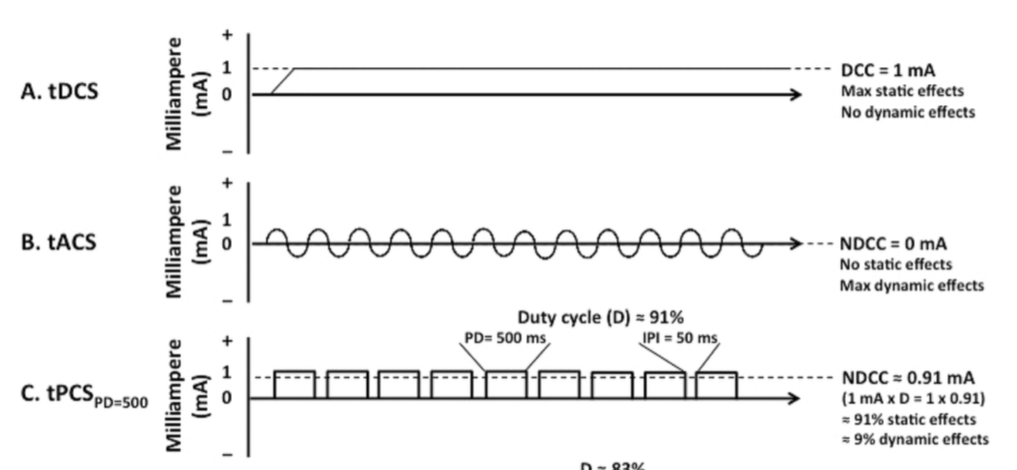 +
1
0
–
Milliampere
(mA)
A. tDCS
DCC = 1 mA
Max static effects
No dynamic effects
+
1
0
–
Milliampere
(mA)
B. tACS
NDCC = 0 mA
No static effects
Max dynamic effects
Duty cycle (D) ≈ 91%
PD= 500 ms
IPI = 50 ms
+
1
0
–
Milliampere
(mA)
C. tPCS PD=500
NDCC ≈ 0.91 mA
(1 mA x D = 1 x 0.91)
≈ 91% static effects
≈ 9% dynamic effects
D ≈ 83%